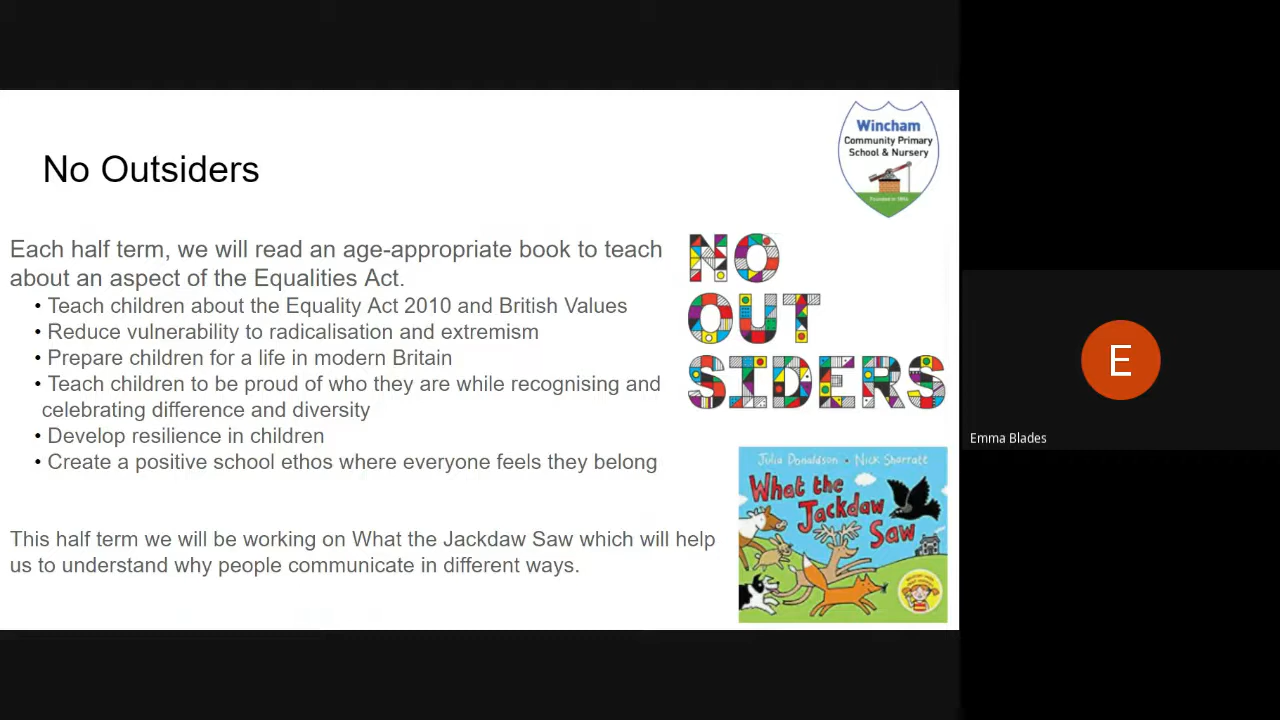 Wincham
Community Primary
School & Nursery
No Outsiders
Each half term, we will read an age-appropriate book to teach
about an aspect of the Equalities Act.
• Teach children about the Equality Act 2010 and British Values
• Reduce vulnerability to radicalisation and extremism
• Prepare children for a life in modern Britain
• Teach children to be proud of who they are while recognising and
celebrating difference and diversity
• Develop resilience in children
• Create a positive school ethos where everyone feels they belong
This half term we will be working on What the Jackdaw Saw which will help
us to understand why people communicate in different ways.
NO
OUT
SIDERS
Julia Donaldson • Nick Sharratt
What the
Jackdaw
Saw
E
Emma Blades